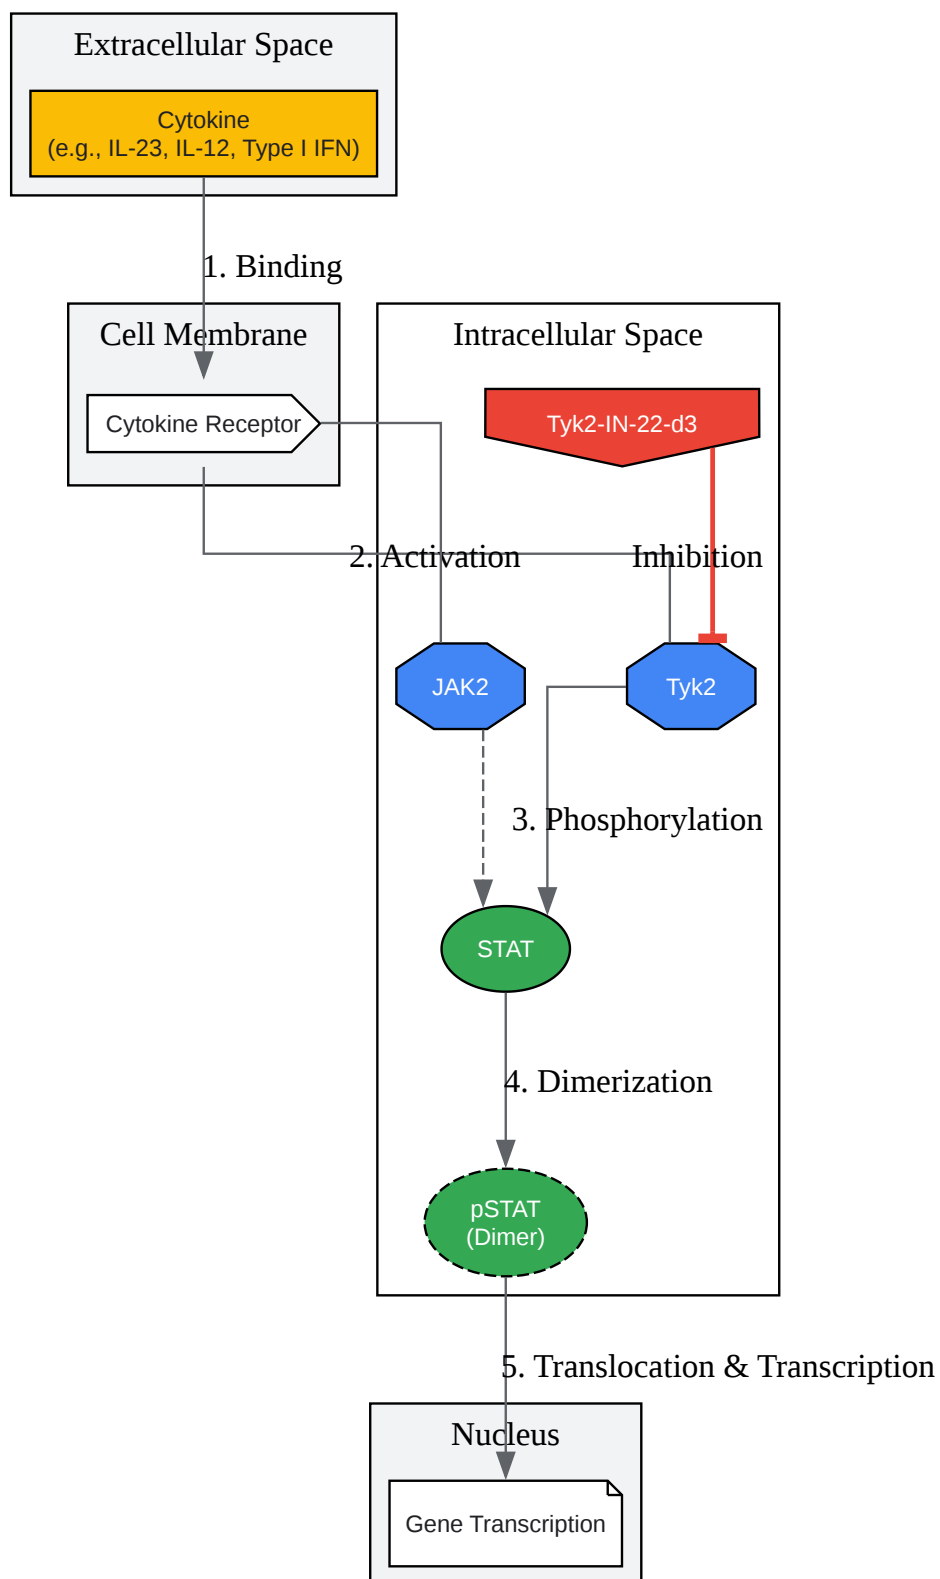 Extracellular Space
Cytokine
(e.g., IL-23, IL-12, Type I IFN)
1. Binding
Cell Membrane
Intracellular Space
Cytokine Receptor
Tyk2-IN-22-d3
2. Activation
Inhibition
JAK2
Tyk2
3. Phosphorylation
STAT
4. Dimerization
pSTAT
(Dimer)
5. Translocation & Transcription
Nucleus
Gene Transcription